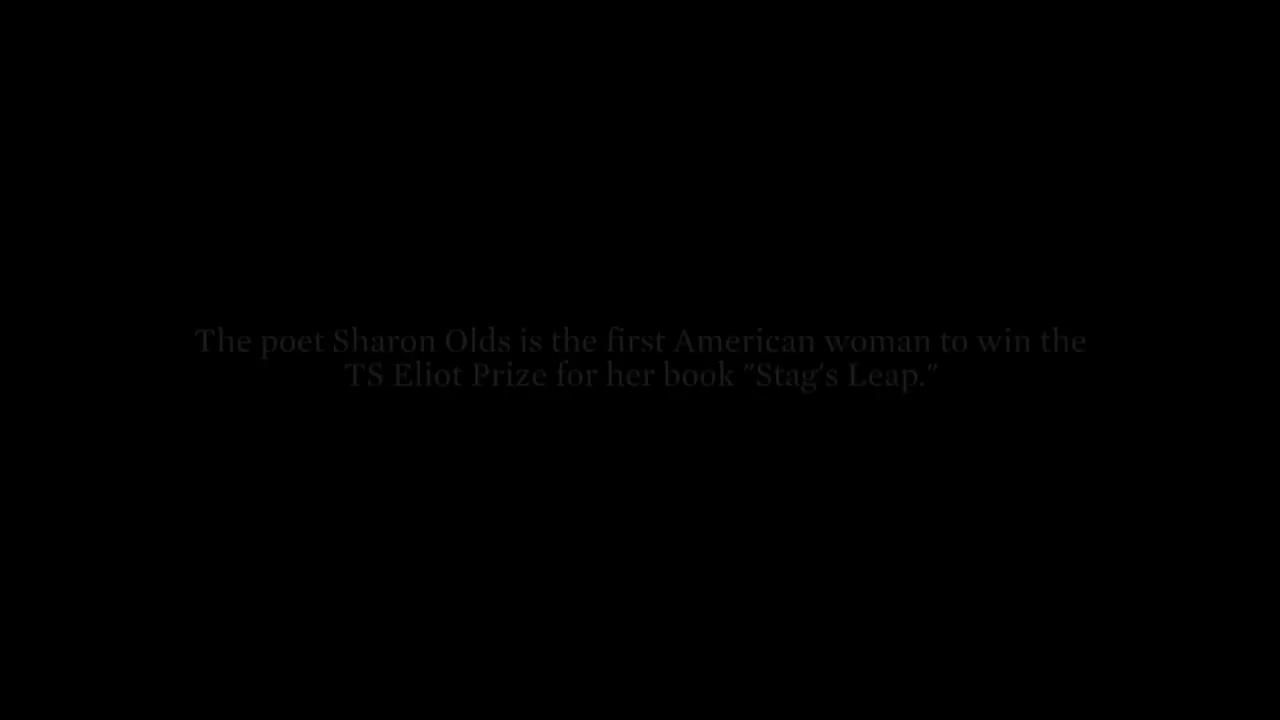 The poet Sharon Olds is the first American woman to win the
TS Eliot Prize for her book "Stag's Leap."